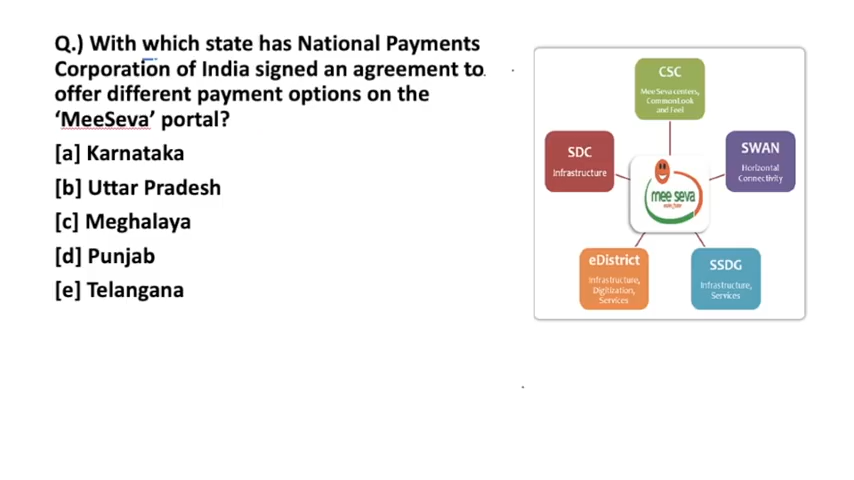 Q.) With which state has National Payments
Corporation of India signed an agreement to
offer different payment options on the
‘MeeSeva’ portal?
[a] Karnataka
[b] Uttar Pradesh
[c] Meghalaya
[d] Punjab
[e] Telangana
CSC
MeeSeva centers,
CommonLook
and Feel
SDC
Infrastructure
SWAN
Horizontal
Connectivity
mee seva
eDistrict
Infrastructure,
Digitization,
Services
SSDG
Infrastructure,
Services